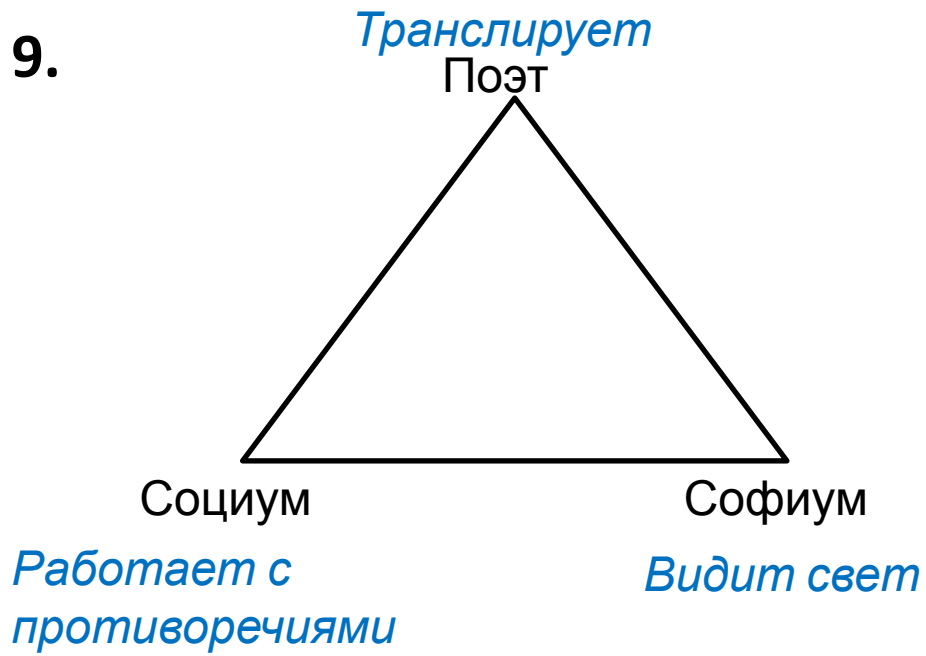 9.
Транслирует
Поэт
Социум
Софиум
Работает с
противоречиями
Видит свет